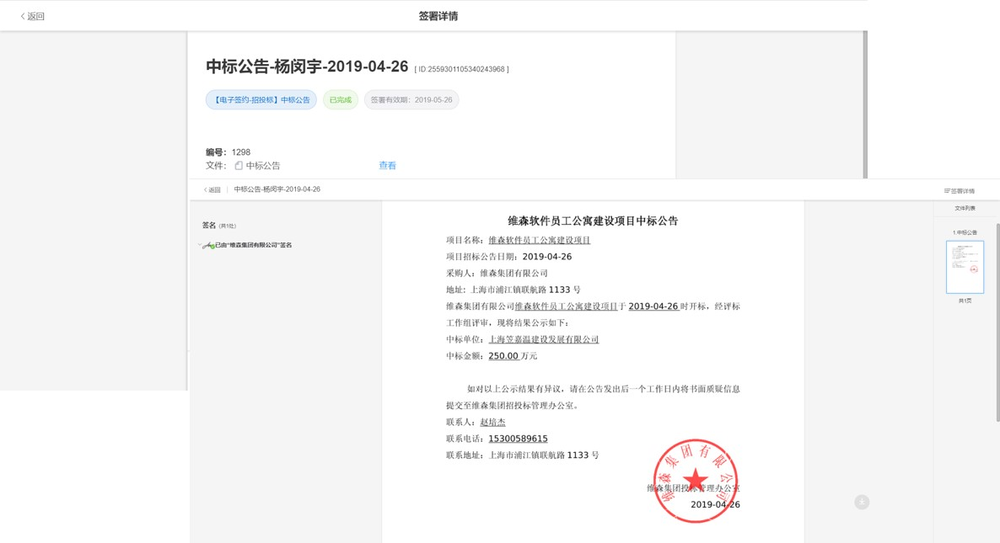 返回
签署详情
中标公告-杨闵宇-2019-04-26 [ ID:2559301105340243968 ]
【电子签约-招投标】中标公告 已完成 签署有效期：2019-05-26
编号：1298
文件： 中标公告 查看
返回 | 中标公告-杨闵宇-2019-04-26 签署详情
文件列表
签名 (共1处)
已由“维森集团有限公司”签名
1.中标公告
共1页
维森软件员工公寓建设项目中标公告
项目名称：维森软件员工公寓建设项目
项目招标公告日期：2019-04-26
采购人：维森集团有限公司
地址：上海市浦江镇联航路 1133 号
维森集团有限公司维森软件员工公寓建设项目于 2019-04-26 时开标，经评标
工作组评审，现将结果公示如下：
中标单位：上海笠嘉温建设发展有限公司
中标金额：250.00 万元
如对以上公示结果有异议，请在公告发出后一个工作日内将书面质疑信息
提交至维森集团招投标管理办公室。
联系人：赵培杰
联系电话：15300589615
联系地址：上海市浦江镇联航路 1133 号
维森集团有限公司
维森集团投标管理办公室
2019-04-26